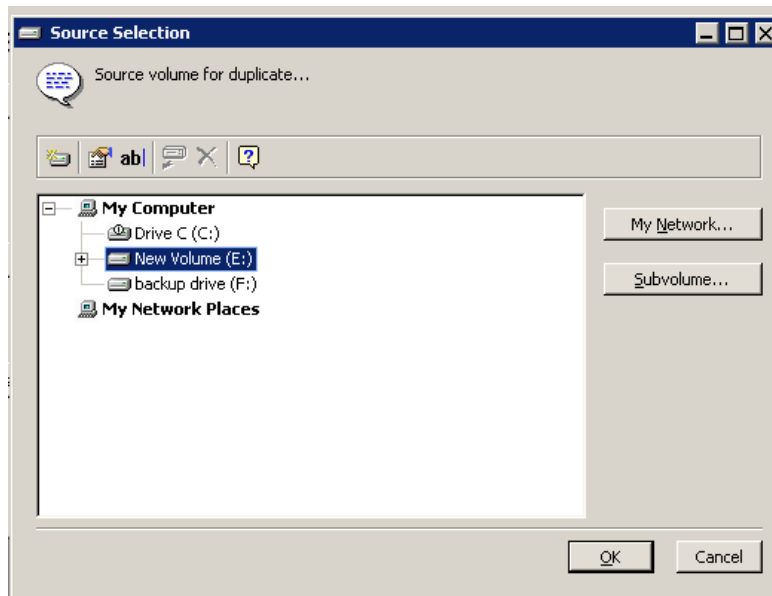 Source Selection
Source volume for duplicate...
ab
My Computer
Drive C (C:)
New Volume (E:)
backup drive (F:)
My Network Places
My Network...
Subvolume...
OK
Cancel